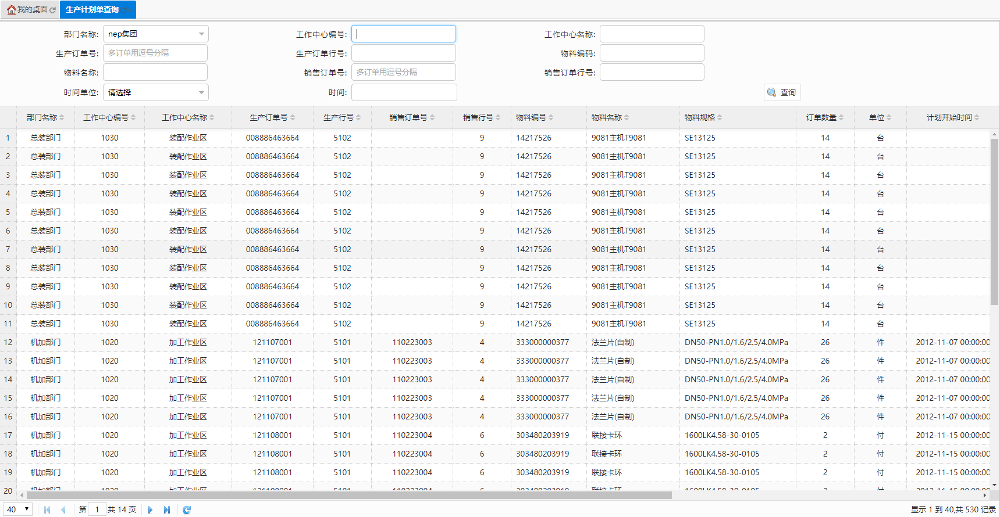 我的桌面 生产计划单查询
部门名称: nep集团 工作中心编号: 工作中心名称:
生产订单号: 多订单用逗号分隔 生产订单行号: 物料编码:
物料名称: 销售订单号: 多订单用逗号分隔 销售订单行号:
时间单位: 请选择 时间: 查询
部门名称 工作中心编号 工作中心名称 生产订单号 生产行号 销售订单号 销售行号 物料编号 物料名称 物料规格 订单数量 单位 计划开始时间
1 总装部门 1030 装配作业区 008886463664 5102 9 14217526 9081主机T9081 SE13125 14 台
2 总装部门 1030 装配作业区 008886463664 5102 9 14217526 9081主机T9081 SE13125 14 台
3 总装部门 1030 装配作业区 008886463664 5102 9 14217526 9081主机T9081 SE13125 14 台
4 总装部门 1030 装配作业区 008886463664 5102 9 14217526 9081主机T9081 SE13125 14 台
5 总装部门 1030 装配作业区 008886463664 5102 9 14217526 9081主机T9081 SE13125 14 台
6 总装部门 1030 装配作业区 008886463664 5102 9 14217526 9081主机T9081 SE13125 14 台
7 总装部门 1030 装配作业区 008886463664 5102 9 14217526 9081主机T9081 SE13125 14 台
8 总装部门 1030 装配作业区 008886463664 5102 9 14217526 9081主机T9081 SE13125 14 台
9 总装部门 1030 装配作业区 008886463664 5102 9 14217526 9081主机T9081 SE13125 14 台
10 总装部门 1030 装配作业区 008886463664 5102 9 14217526 9081主机T9081 SE13125 14 台
11 总装部门 1030 装配作业区 008886463664 5102 9 14217526 9081主机T9081 SE13125 14 台
12 机加部门 1020 加工作业区 121107001 5101 110223003 4 333000000377 法兰片(自制) DN50-PN1.0/1.6/2.5/4.0MPa 26 件 2012-11-07 00:00:00
13 机加部门 1020 加工作业区 121107001 5101 110223003 4 333000000377 法兰片(自制) DN50-PN1.0/1.6/2.5/4.0MPa 26 件 2012-11-07 00:00:00
14 机加部门 1020 加工作业区 121107001 5101 110223003 4 333000000377 法兰片(自制) DN50-PN1.0/1.6/2.5/4.0MPa 26 件 2012-11-07 00:00:00
15 机加部门 1020 加工作业区 121107001 5101 110223003 4 333000000377 法兰片(自制) DN50-PN1.0/1.6/2.5/4.0MPa 26 件 2012-11-07 00:00:00
16 机加部门 1020 加工作业区 121107001 5101 110223003 4 333000000377 法兰片(自制) DN50-PN1.0/1.6/2.5/4.0MPa 26 件 2012-11-07 00:00:00
17 机加部门 1020 加工作业区 121108001 5101 110223004 6 303480203919 联接卡环 1600LK4.58-30-0105 2 付 2012-11-15 00:00:00
18 机加部门 1020 加工作业区 121108001 5101 110223004 6 303480203919 联接卡环 1600LK4.58-30-0105 2 付 2012-11-15 00:00:00
19 机加部门 1020 加工作业区 121108001 5101 110223004 6 303480203919 联接卡环 1600LK4.58-30-0105 2 付 2012-11-15 00:00:00
20
40 第 1 共 14 页 显示 1 到 40,共 530 记录